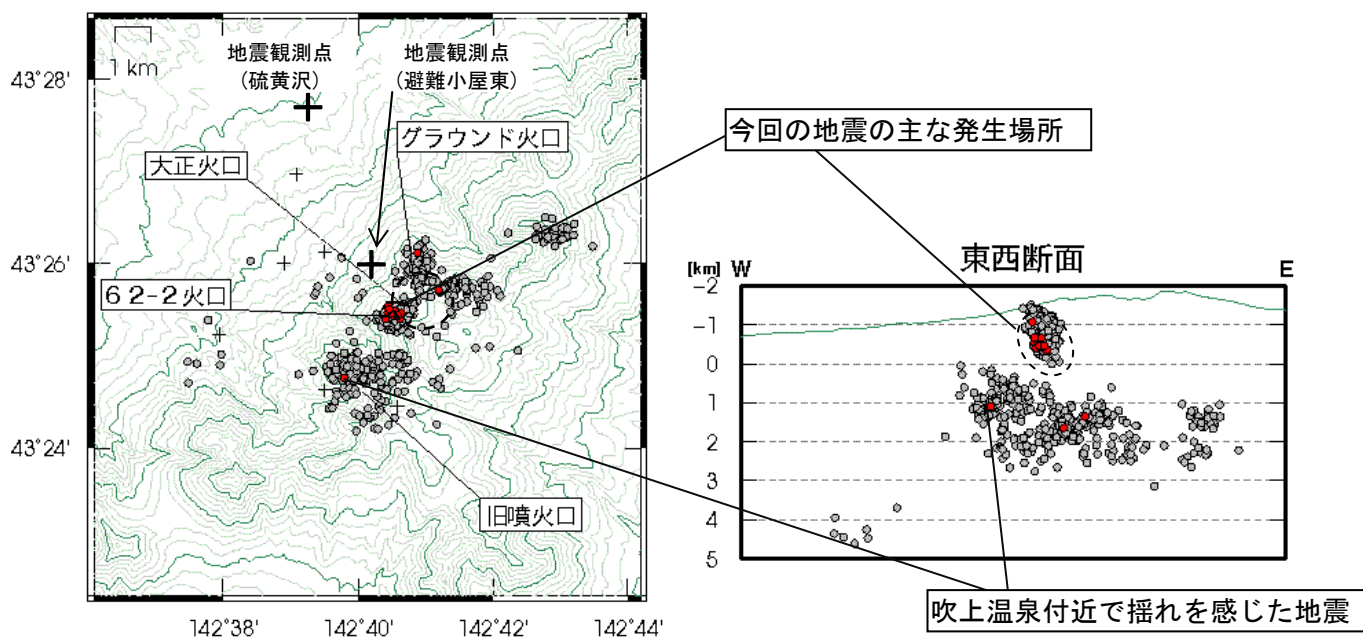 1 km
地震観測点
(硫黄沢)
地震観測点
(避難小屋東)
グラウンド火口
大正火口
62-2火口
旧噴火口
43°28'
43°26'
43°24'
142°38'
142°40'
142°42'
142°44'
今回の地震の主な発生場所
東西断面
[km] W
E
-2
-1
0
1
2
3
4
5
吹上温泉付近で揺れを感じた地震